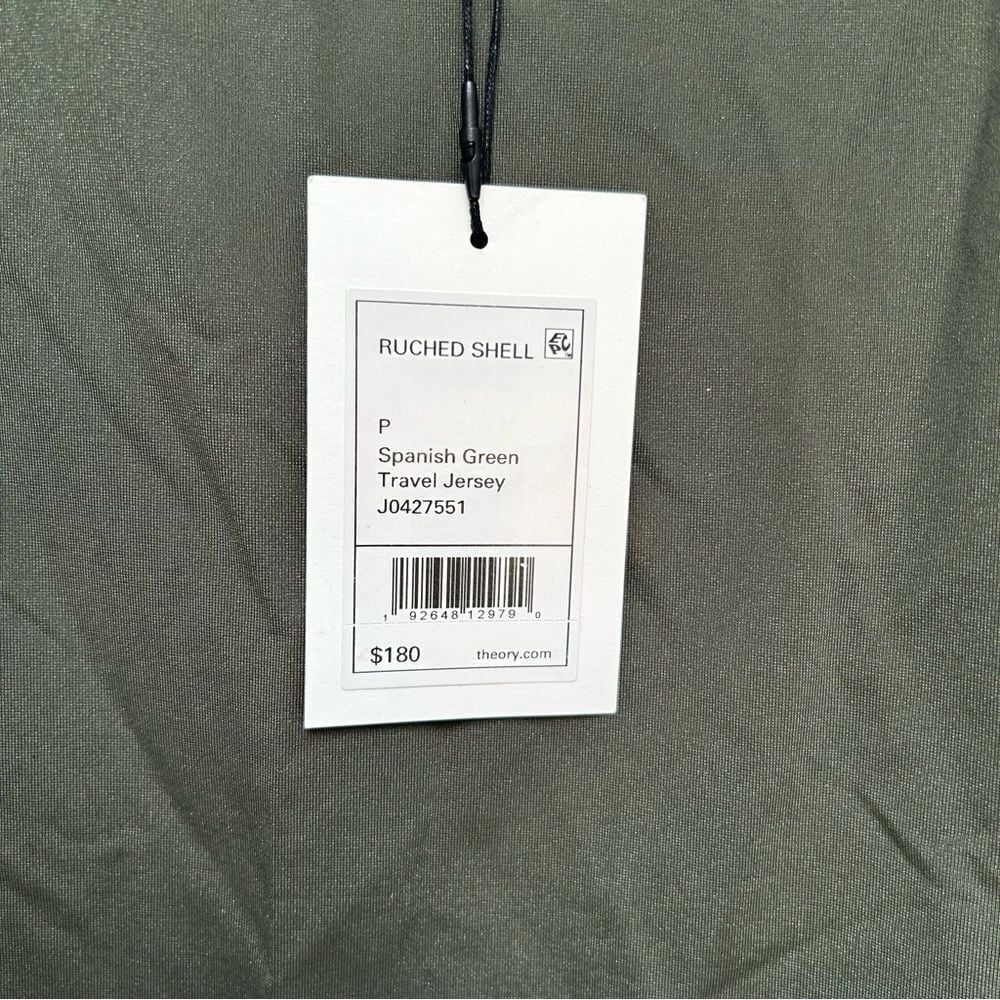 RUCHED SHELL
P
Spanish Green
Travel Jersey
J0427551
1 92648 12979 0
$180 theory.com